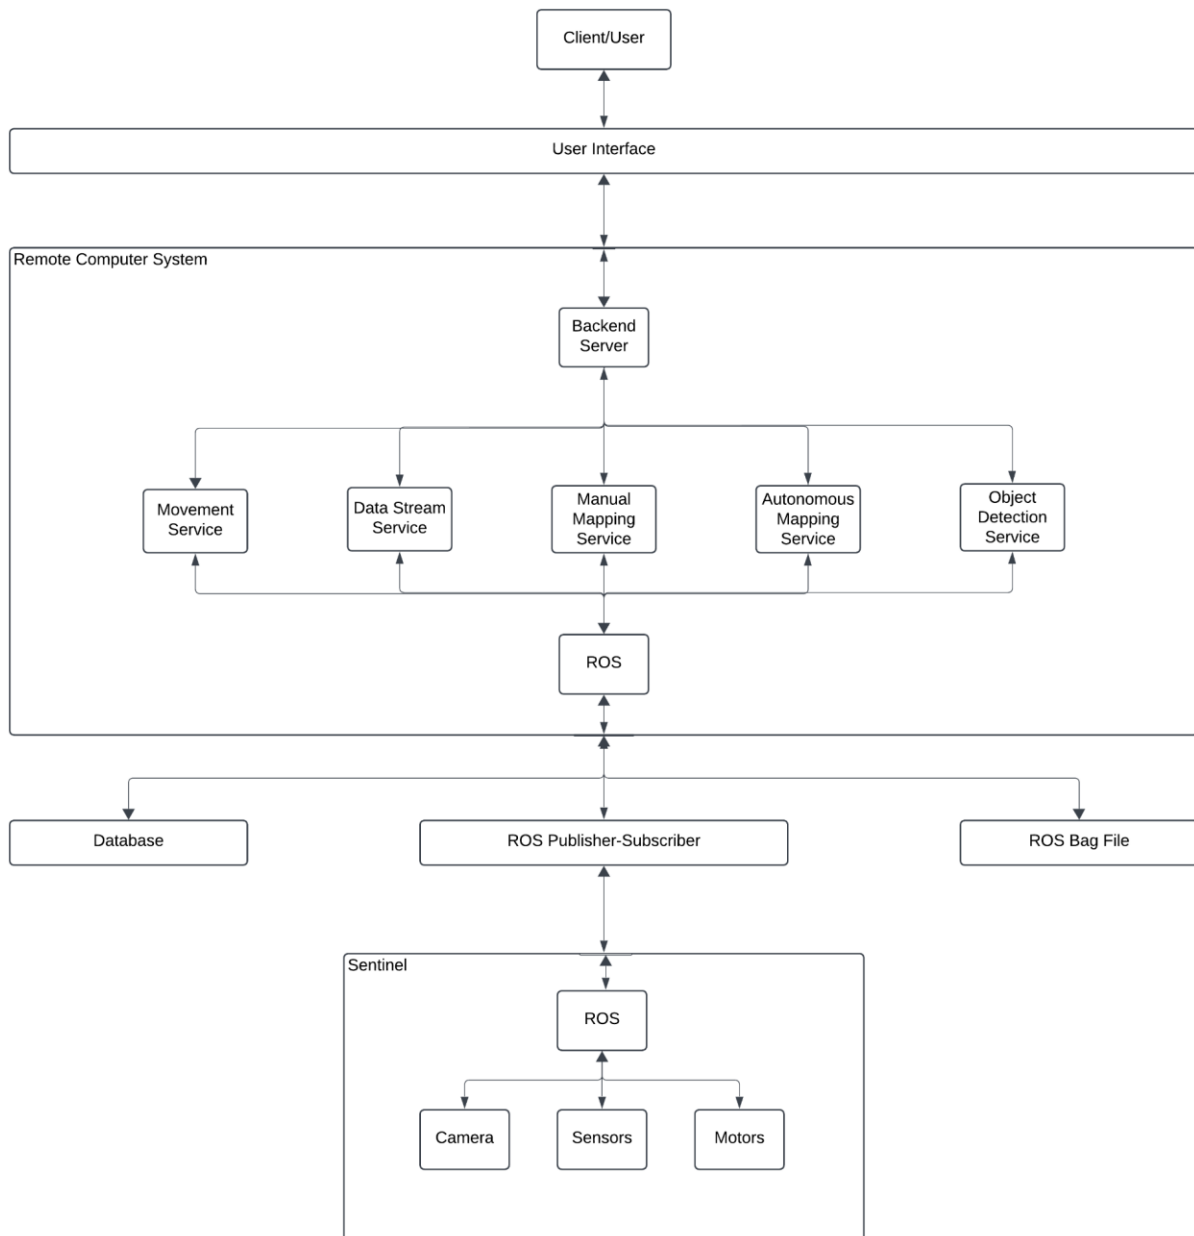 Client/User
User Interface
Remote Computer System
Backend
Server
Movement
Service
Data Stream
Service
Manual
Mapping
Service
Autonomous
Mapping
Service
Object
Detection
Service
ROS
Database
ROS Publisher-Subscriber
ROS Bag File
Sentinel
ROS
Camera
Sensors
Motors